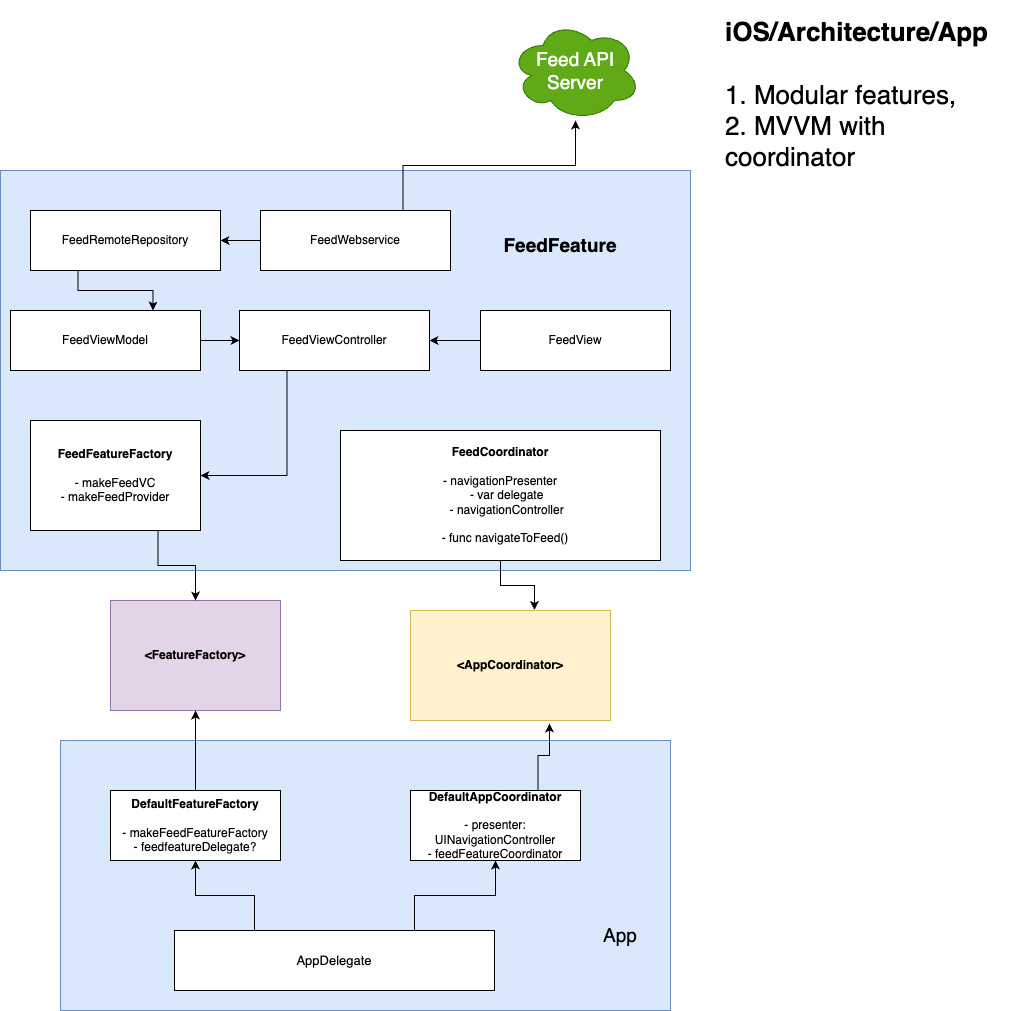 Feed API
Server
iOS/Architecture/App
1. Modular features,
2. MVVM with
coordinator
FeedRemoteRepository
FeedWebservice
FeedFeature
FeedViewModel
FeedViewController
FeedView
FeedFeatureFactory
- makeFeedVC
- makeFeedProvider
FeedCoordinator
- navigationPresenter
- var delegate
- navigationController
- func navigateToFeed()
<FeatureFactory>
<AppCoordinator>
DefaultFeatureFactory
- makeFeedFeatureFactory
- feedfeatureDelegate?
DefaultAppCoordinator
- presenter:
UINavigationController
- feedFeatureCoordinator
App
AppDelegate